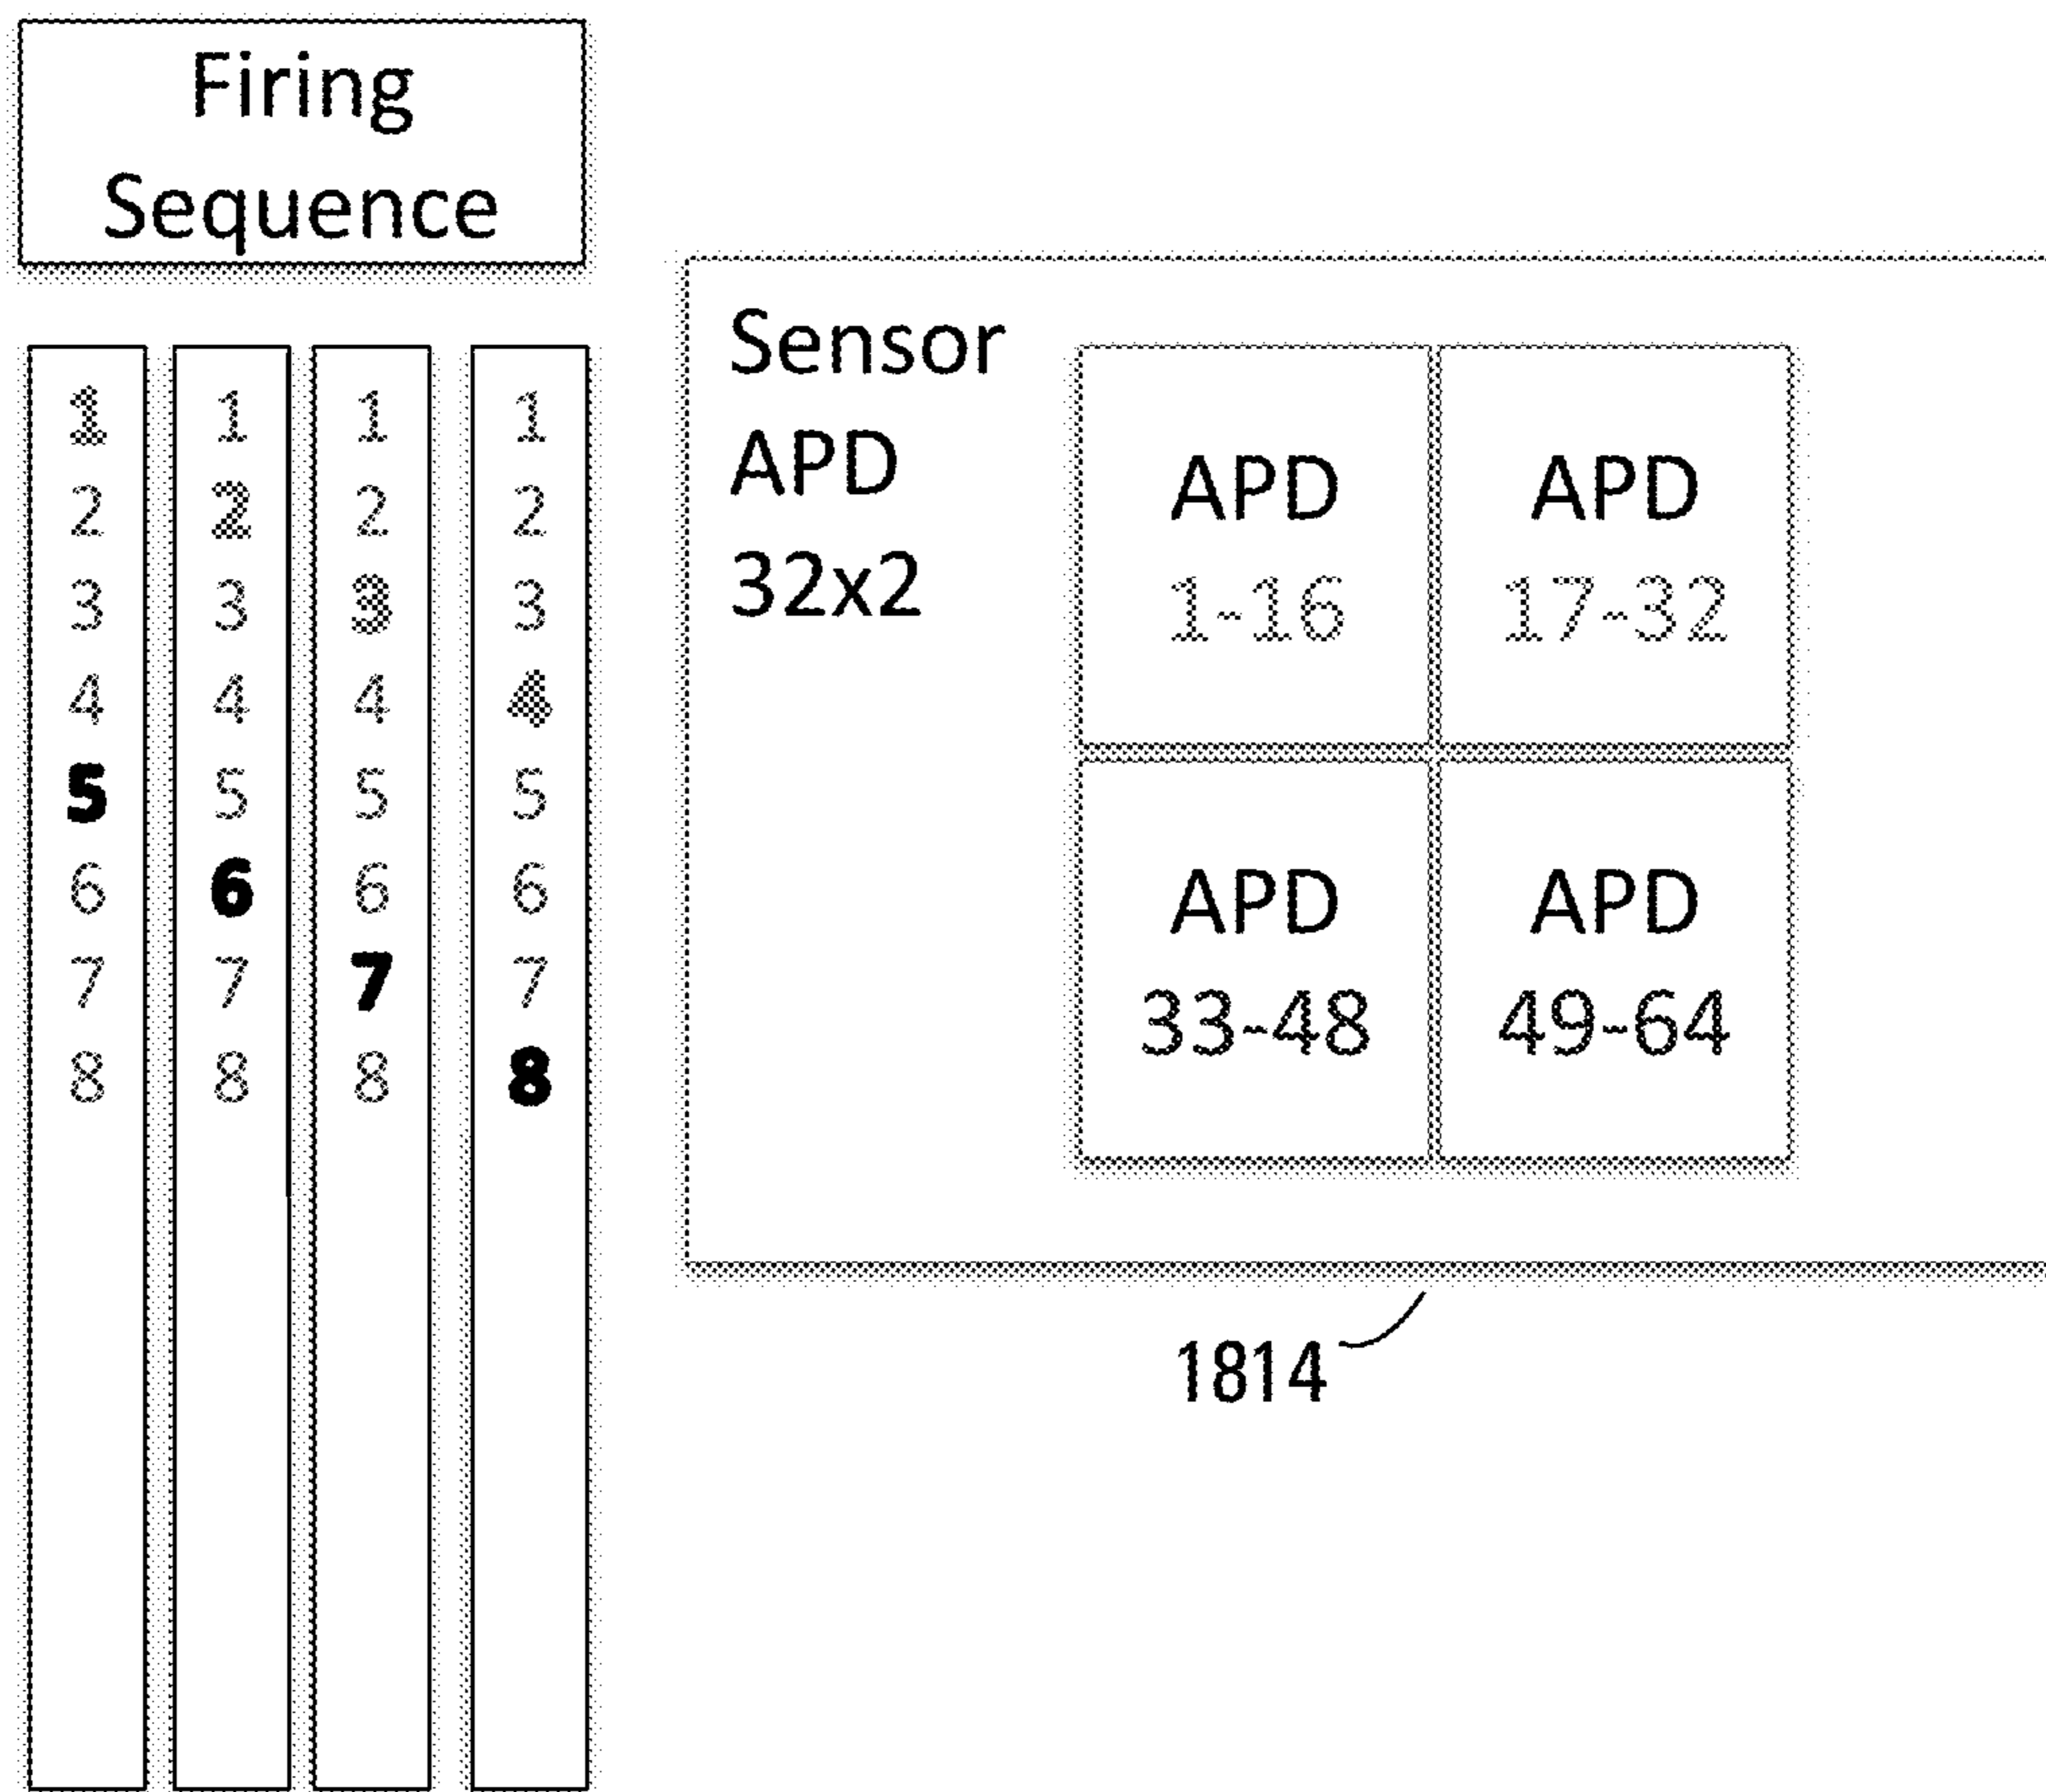 Firing
Sequence
1 1 1 1
2 2 2 2
3 3 3 3
4 4 4 4
5 5 5 5
6 6 6 6
7 7 7 7
8 8 8 8
Sensor
APD
32x2
APD
1-16
APD
17-32
APD
33-48
APD
49-64
1814